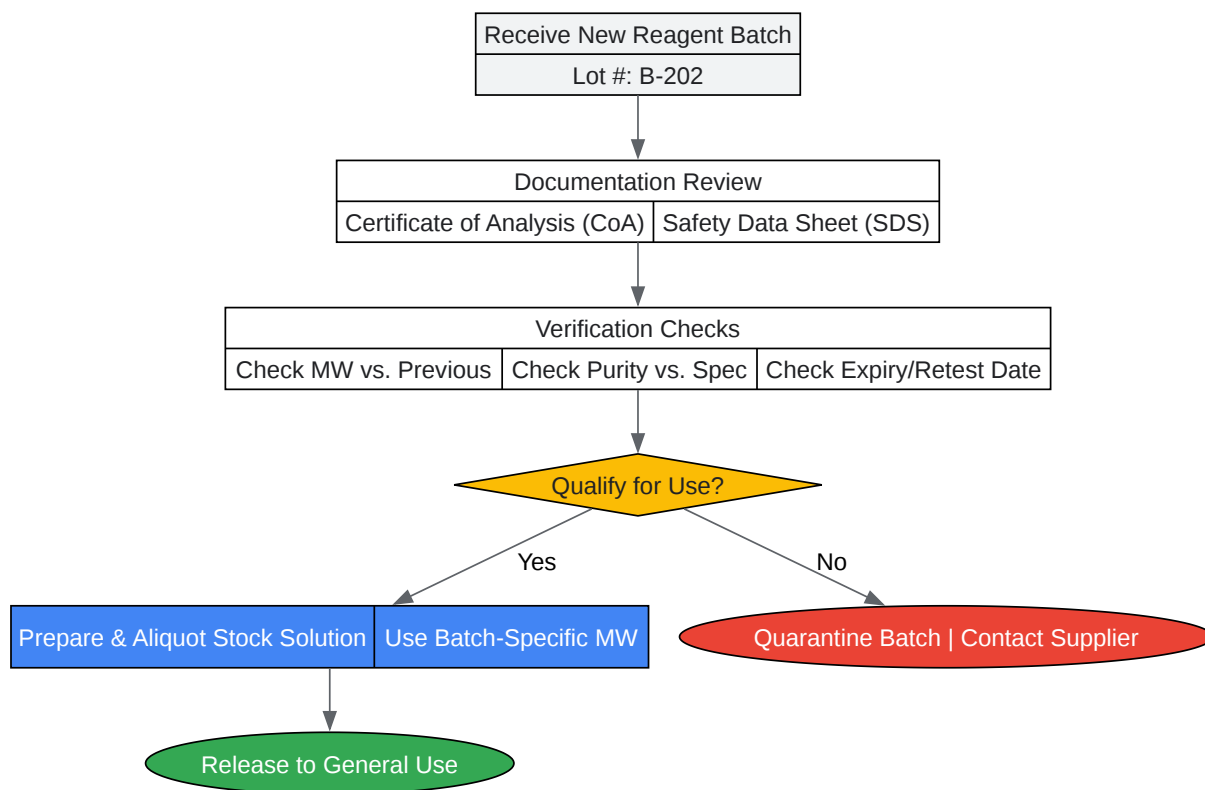 Receive New Reagent Batch
Lot #: B-202
Documentation Review
Certificate of Analysis (CoA)
Safety Data Sheet (SDS)
Verification Checks
Check MW vs. Previous
Check Purity vs. Spec
Check Expiry/Retest Date
Qualify for Use?
Yes
No
Prepare & Aliquot Stock Solution
Use Batch-Specific MW
Quarantine Batch | Contact Supplier
Release to General Use